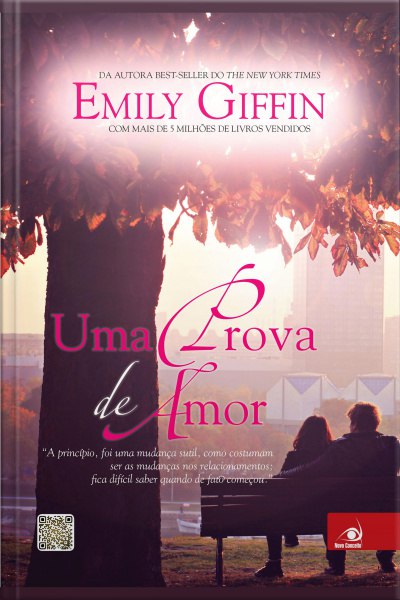 DA AUTORA BEST-SELLER DO THE NEW YORK TIMES
EMILY GIFFIN
COM MAIS DE 5 MILHÕES DE LIVROS VENDIDOS
Uma Prova
de Amor
“A princípio, foi uma mudança sutil, como costumam
ser as mudanças nos relacionamentos;
fica difícil saber quando de fato começou.”
Novo Conceito